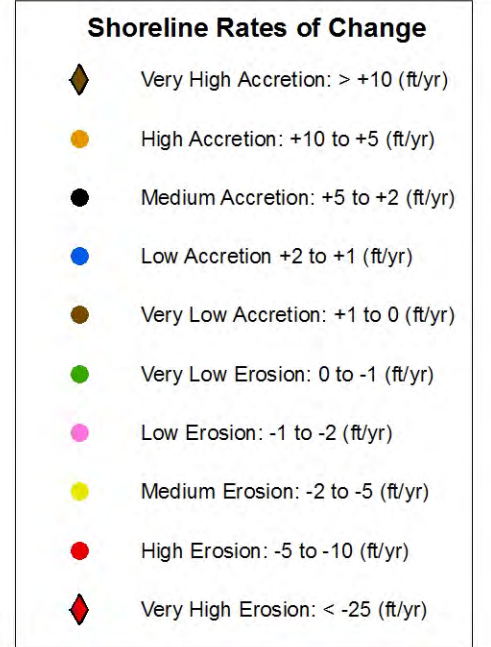 Shoreline Rates of Change
Very High Accretion: > +10 (ft/yr)
High Accretion: +10 to +5 (ft/yr)
Medium Accretion: +5 to +2 (ft/yr)
Low Accretion +2 to +1 (ft/yr)
Very Low Accretion: +1 to 0 (ft/yr)
Very Low Erosion: 0 to -1 (ft/yr)
Low Erosion: -1 to -2 (ft/yr)
Medium Erosion: -2 to -5 (ft/yr)
High Erosion: -5 to -10 (ft/yr)
Very High Erosion: < -25 (ft/yr)